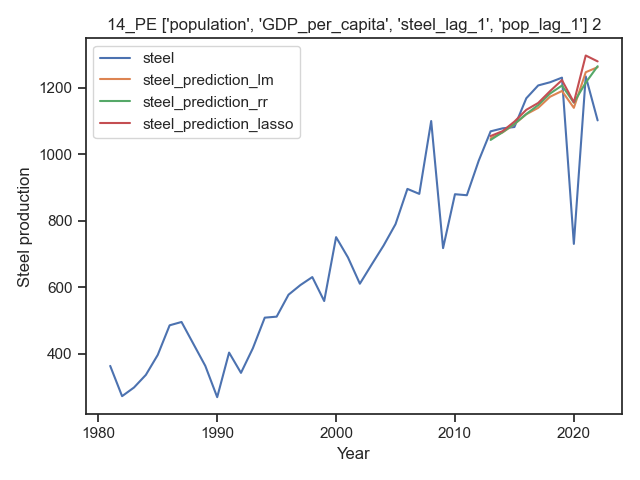 14_PE ['population', 'GDP_per_capita', 'steel_lag_1', 'pop_lag_1'] 2
steel
steel_prediction_lm
steel_prediction_rr
steel_prediction_lasso
1200
1000
800
600
400
Steel production
1980
1990
2000
2010
2020
Year